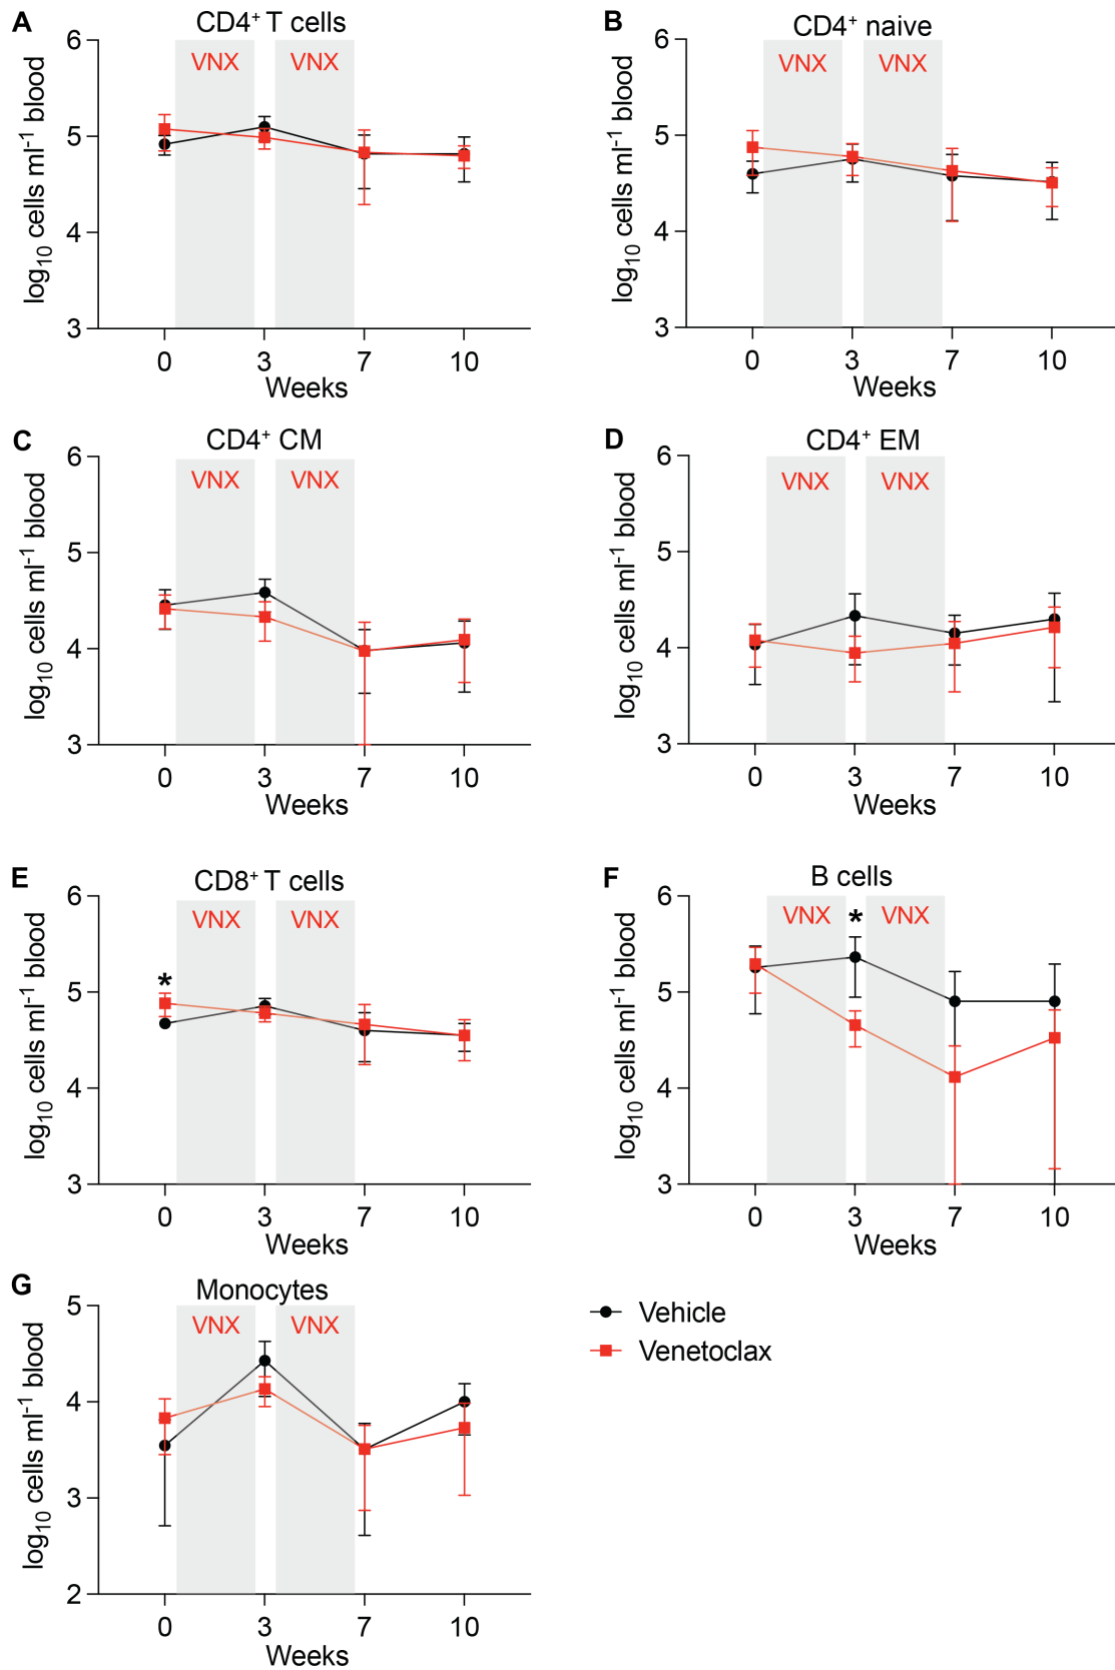 A
CD4⁺ T cells
VNX VNX
log₁₀ cells ml⁻¹ blood
6
5
4
3
0 3 7 10
Weeks
B
CD4⁺ naive
VNX VNX
log₁₀ cells ml⁻¹ blood
6
5
4
3
0 3 7 10
Weeks
C
CD4⁺ CM
VNX VNX
log₁₀ cells ml⁻¹ blood
6
5
4
3
0 3 7 10
Weeks
D
CD4⁺ EM
VNX VNX
log₁₀ cells ml⁻¹ blood
6
5
4
3
0 3 7 10
Weeks
E
CD8⁺ T cells
VNX VNX
*
log₁₀ cells ml⁻¹ blood
6
5
4
3
0 3 7 10
Weeks
F
B cells
VNX * VNX
log₁₀ cells ml⁻¹ blood
6
5
4
3
0 3 7 10
Weeks
G
Monocytes
VNX VNX
log₁₀ cells ml⁻¹ blood
5
4
3
2
0 3 7 10
Weeks
Vehicle
Venetoclax